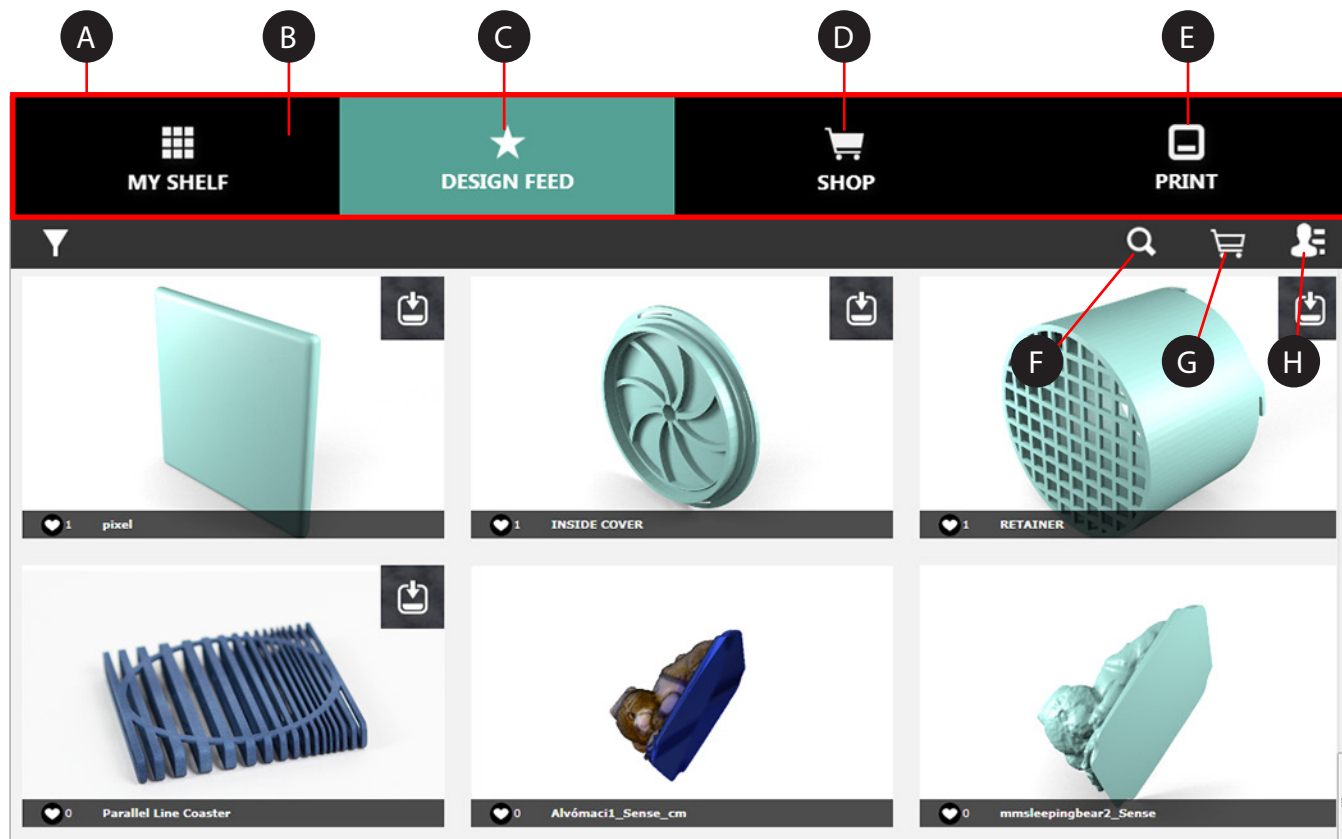 A B C D E
MY SHELF DESIGN FEED SHOP PRINT
F G H
1 pixel
1 INSIDE COVER
1 RETAINER
0 Parallel Line Coaster
0 Alvómaci1_Sense_cm
0 mmsleepingbear2_Sense